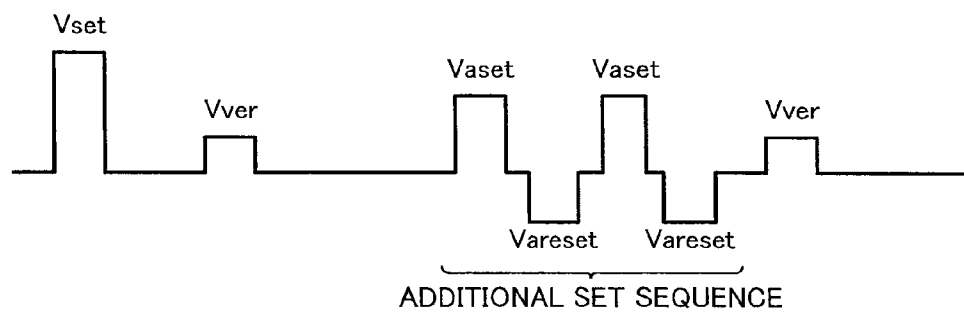 Vset
Vaset
Vaset
Vver
Vver
Vareset
Vareset
ADDITIONAL SET SEQUENCE